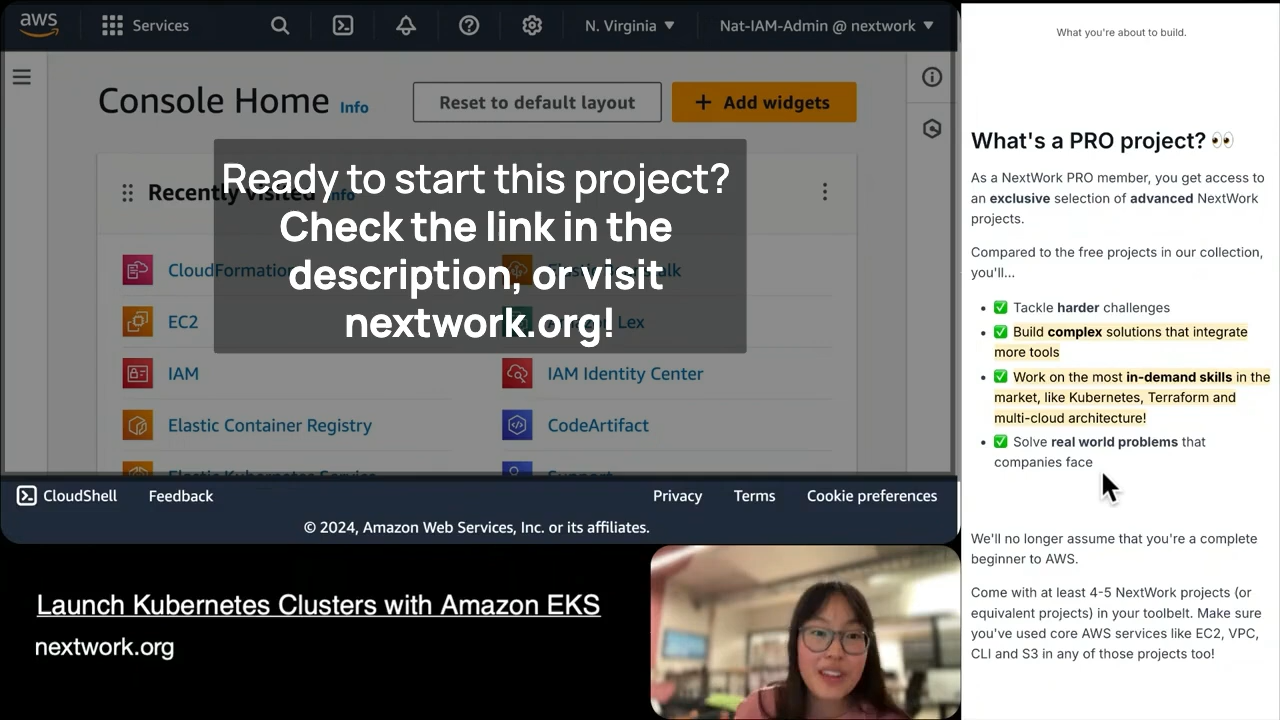 aws
Services
N. Virginia
Nat-IAM-Admin @ nextwork
Console Home Info
Reset to default layout
+ Add widgets
Recently visited Info
Ready to start this project?
Check the link in the
description, or visit
nextwork.org!
CloudFormation
EC2
Lex
IAM
IAM Identity Center
Elastic Container Registry
CodeArtifact
Elastic Kubernetes Service
Support
CloudShell
Feedback
Privacy
Terms
Cookie preferences
© 2024, Amazon Web Services, Inc. or its affiliates.
Launch Kubernetes Clusters with Amazon EKS
nextwork.org
What you're about to build.
What's a PRO project? 👀
As a NextWork PRO member, you get access to
an exclusive selection of advanced NextWork
projects.
Compared to the free projects in our collection,
you'll...
• ✅ Tackle harder challenges
• ✅ Build complex solutions that integrate
more tools
• ✅ Work on the most in-demand skills in the
market, like Kubernetes, Terraform and
multi-cloud architecture!
• ✅ Solve real world problems that
companies face
We'll no longer assume that you're a complete
beginner to AWS.
Come with at least 4-5 NextWork projects (or
equivalent projects) in your toolbelt. Make sure
you've used core AWS services like EC2, VPC,
CLI and S3 in any of those projects too!